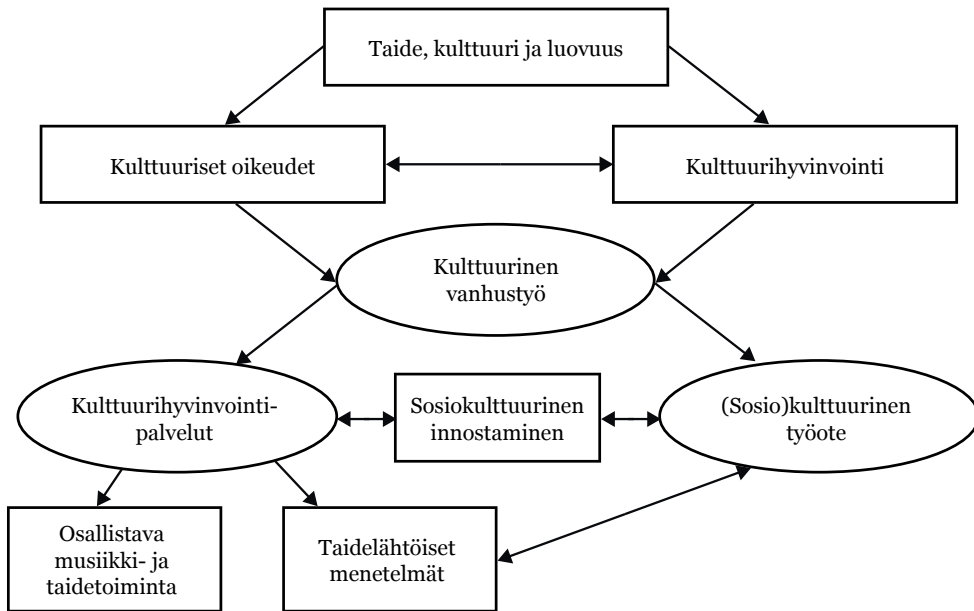 Taide, kulttuuri ja luovuus
Kulttuuriset oikeudet
Kulttuurihyvinvointi
Kulttuurinen
vanhustyö
Kulttuurihyvinvointi-
palvelut
Sosiokulttuurinen
innostaminen
(Sosio)kulttuurinen
työote
Osallistava
musiikki- ja
taidetoiminta
Taidelähtöiset
menetelmät